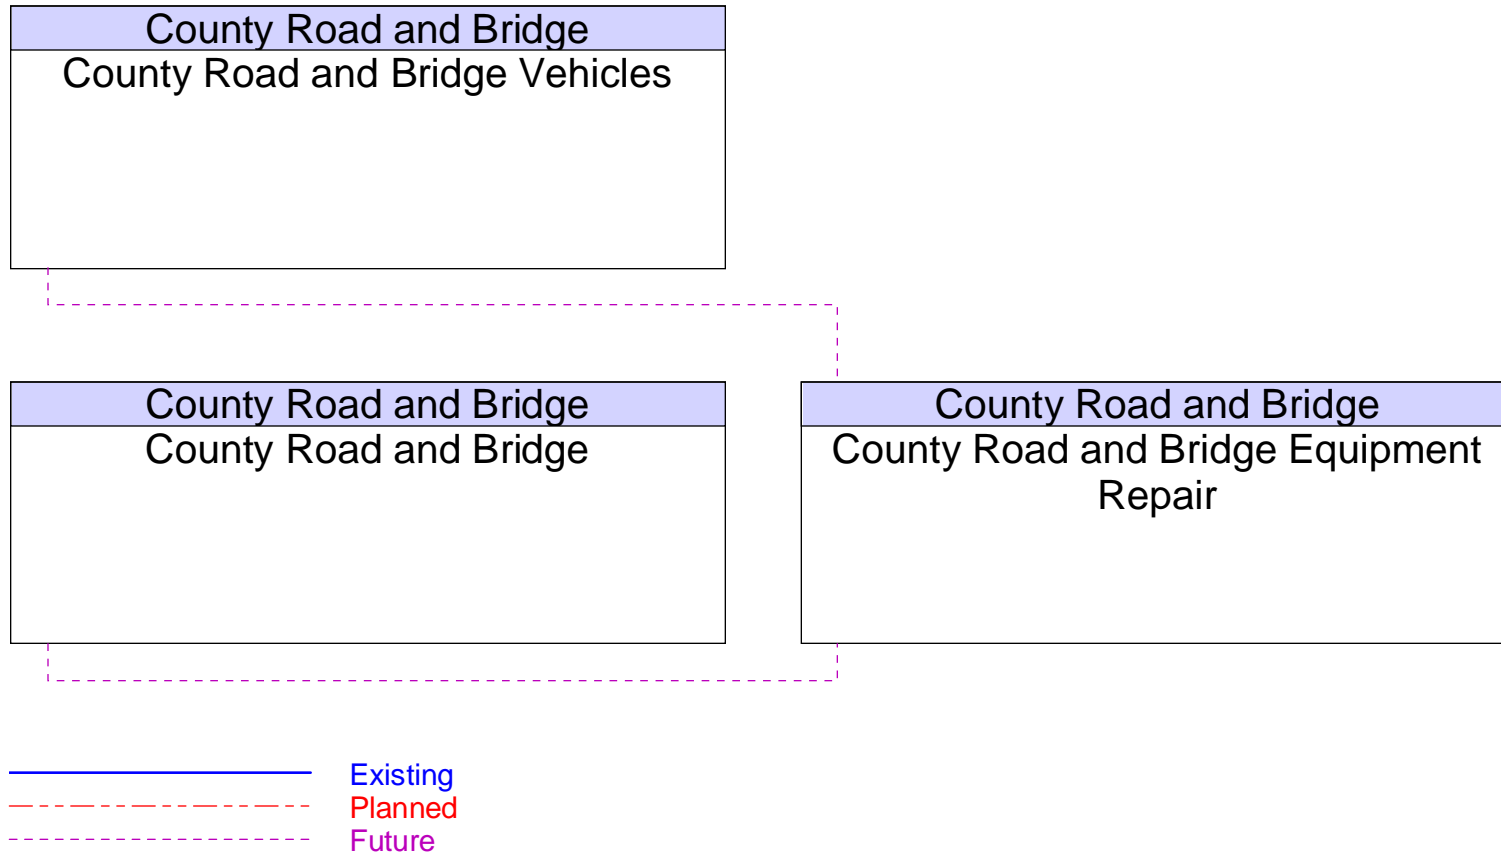 County Road and Bridge
County Road and Bridge Vehicles
County Road and Bridge
County Road and Bridge
County Road and Bridge
County Road and Bridge Equipment
Repair
Existing
Planned
Future